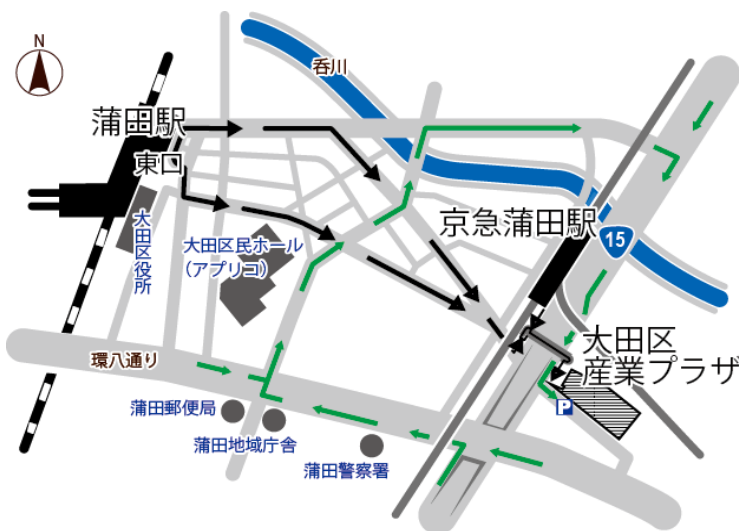 N
呑川
蒲田駅
東口
京急蒲田駅
15
大田区役所
大田区民ホール
（アプリコ）
大田区
産業プラザ
環八通り
P
蒲田郵便局
蒲田地域庁舎
蒲田警察署